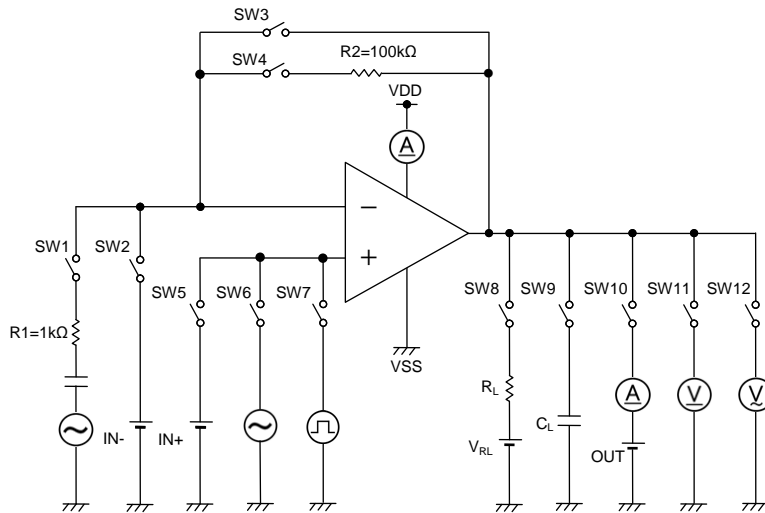 SW3
SW4
R2=100kΩ
VDD
A
−
+
SW1
SW2
SW5
SW6
SW7
SW8
SW9
SW10
SW11
SW12
R1=1kΩ
VSS
RL
CL
A
V
V
IN-
IN+
VRL
OUT